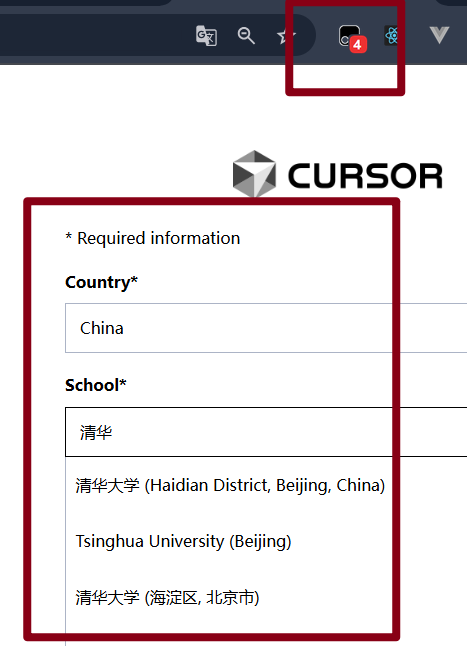 4
CURSOR
* Required information
Country*
China
School*
清华
清华大学 (Haidian District, Beijing, China)
Tsinghua University (Beijing)
清华大学 (海淀区, 北京市)